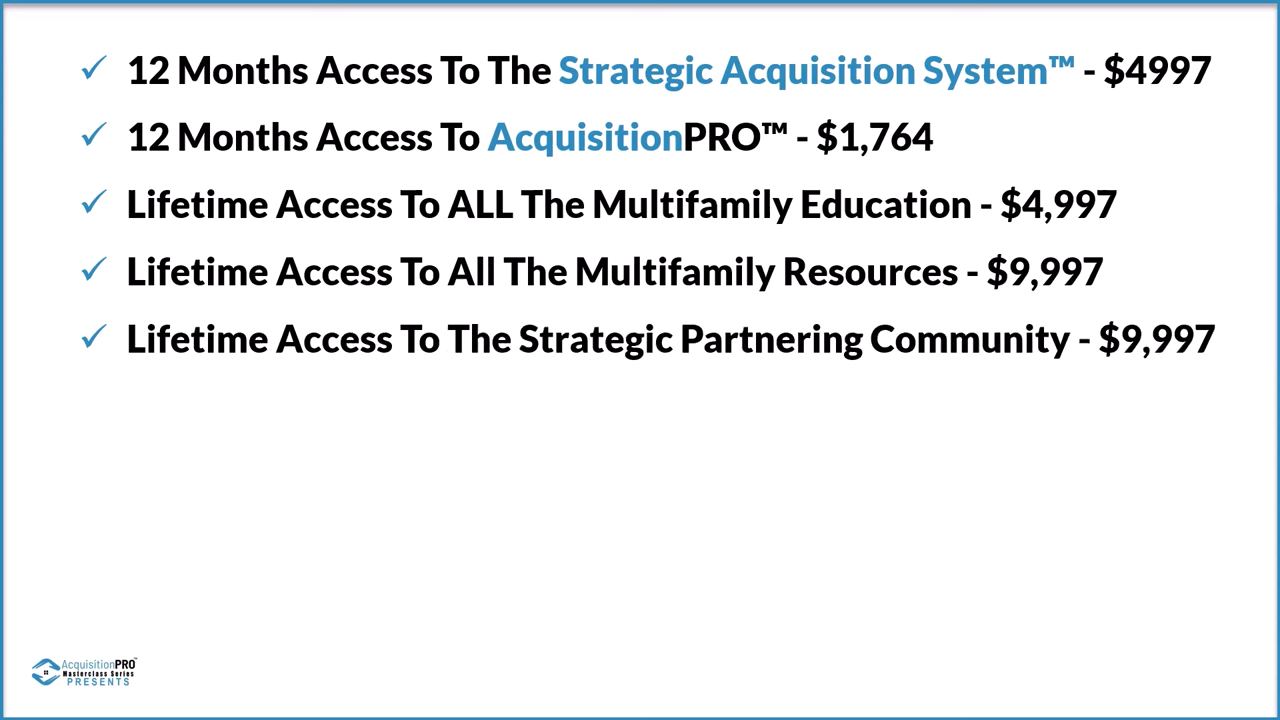 ✓ 12 Months Access To The Strategic Acquisition System™ - $4997
✓ 12 Months Access To AcquisitionPRO™ - $1,764
✓ Lifetime Access To ALL The Multifamily Education - $4,997
✓ Lifetime Access To All The Multifamily Resources - $9,997
✓ Lifetime Access To The Strategic Partnering Community - $9,997
AcquisitionPRO™
Masterclass Series
PRESENTS